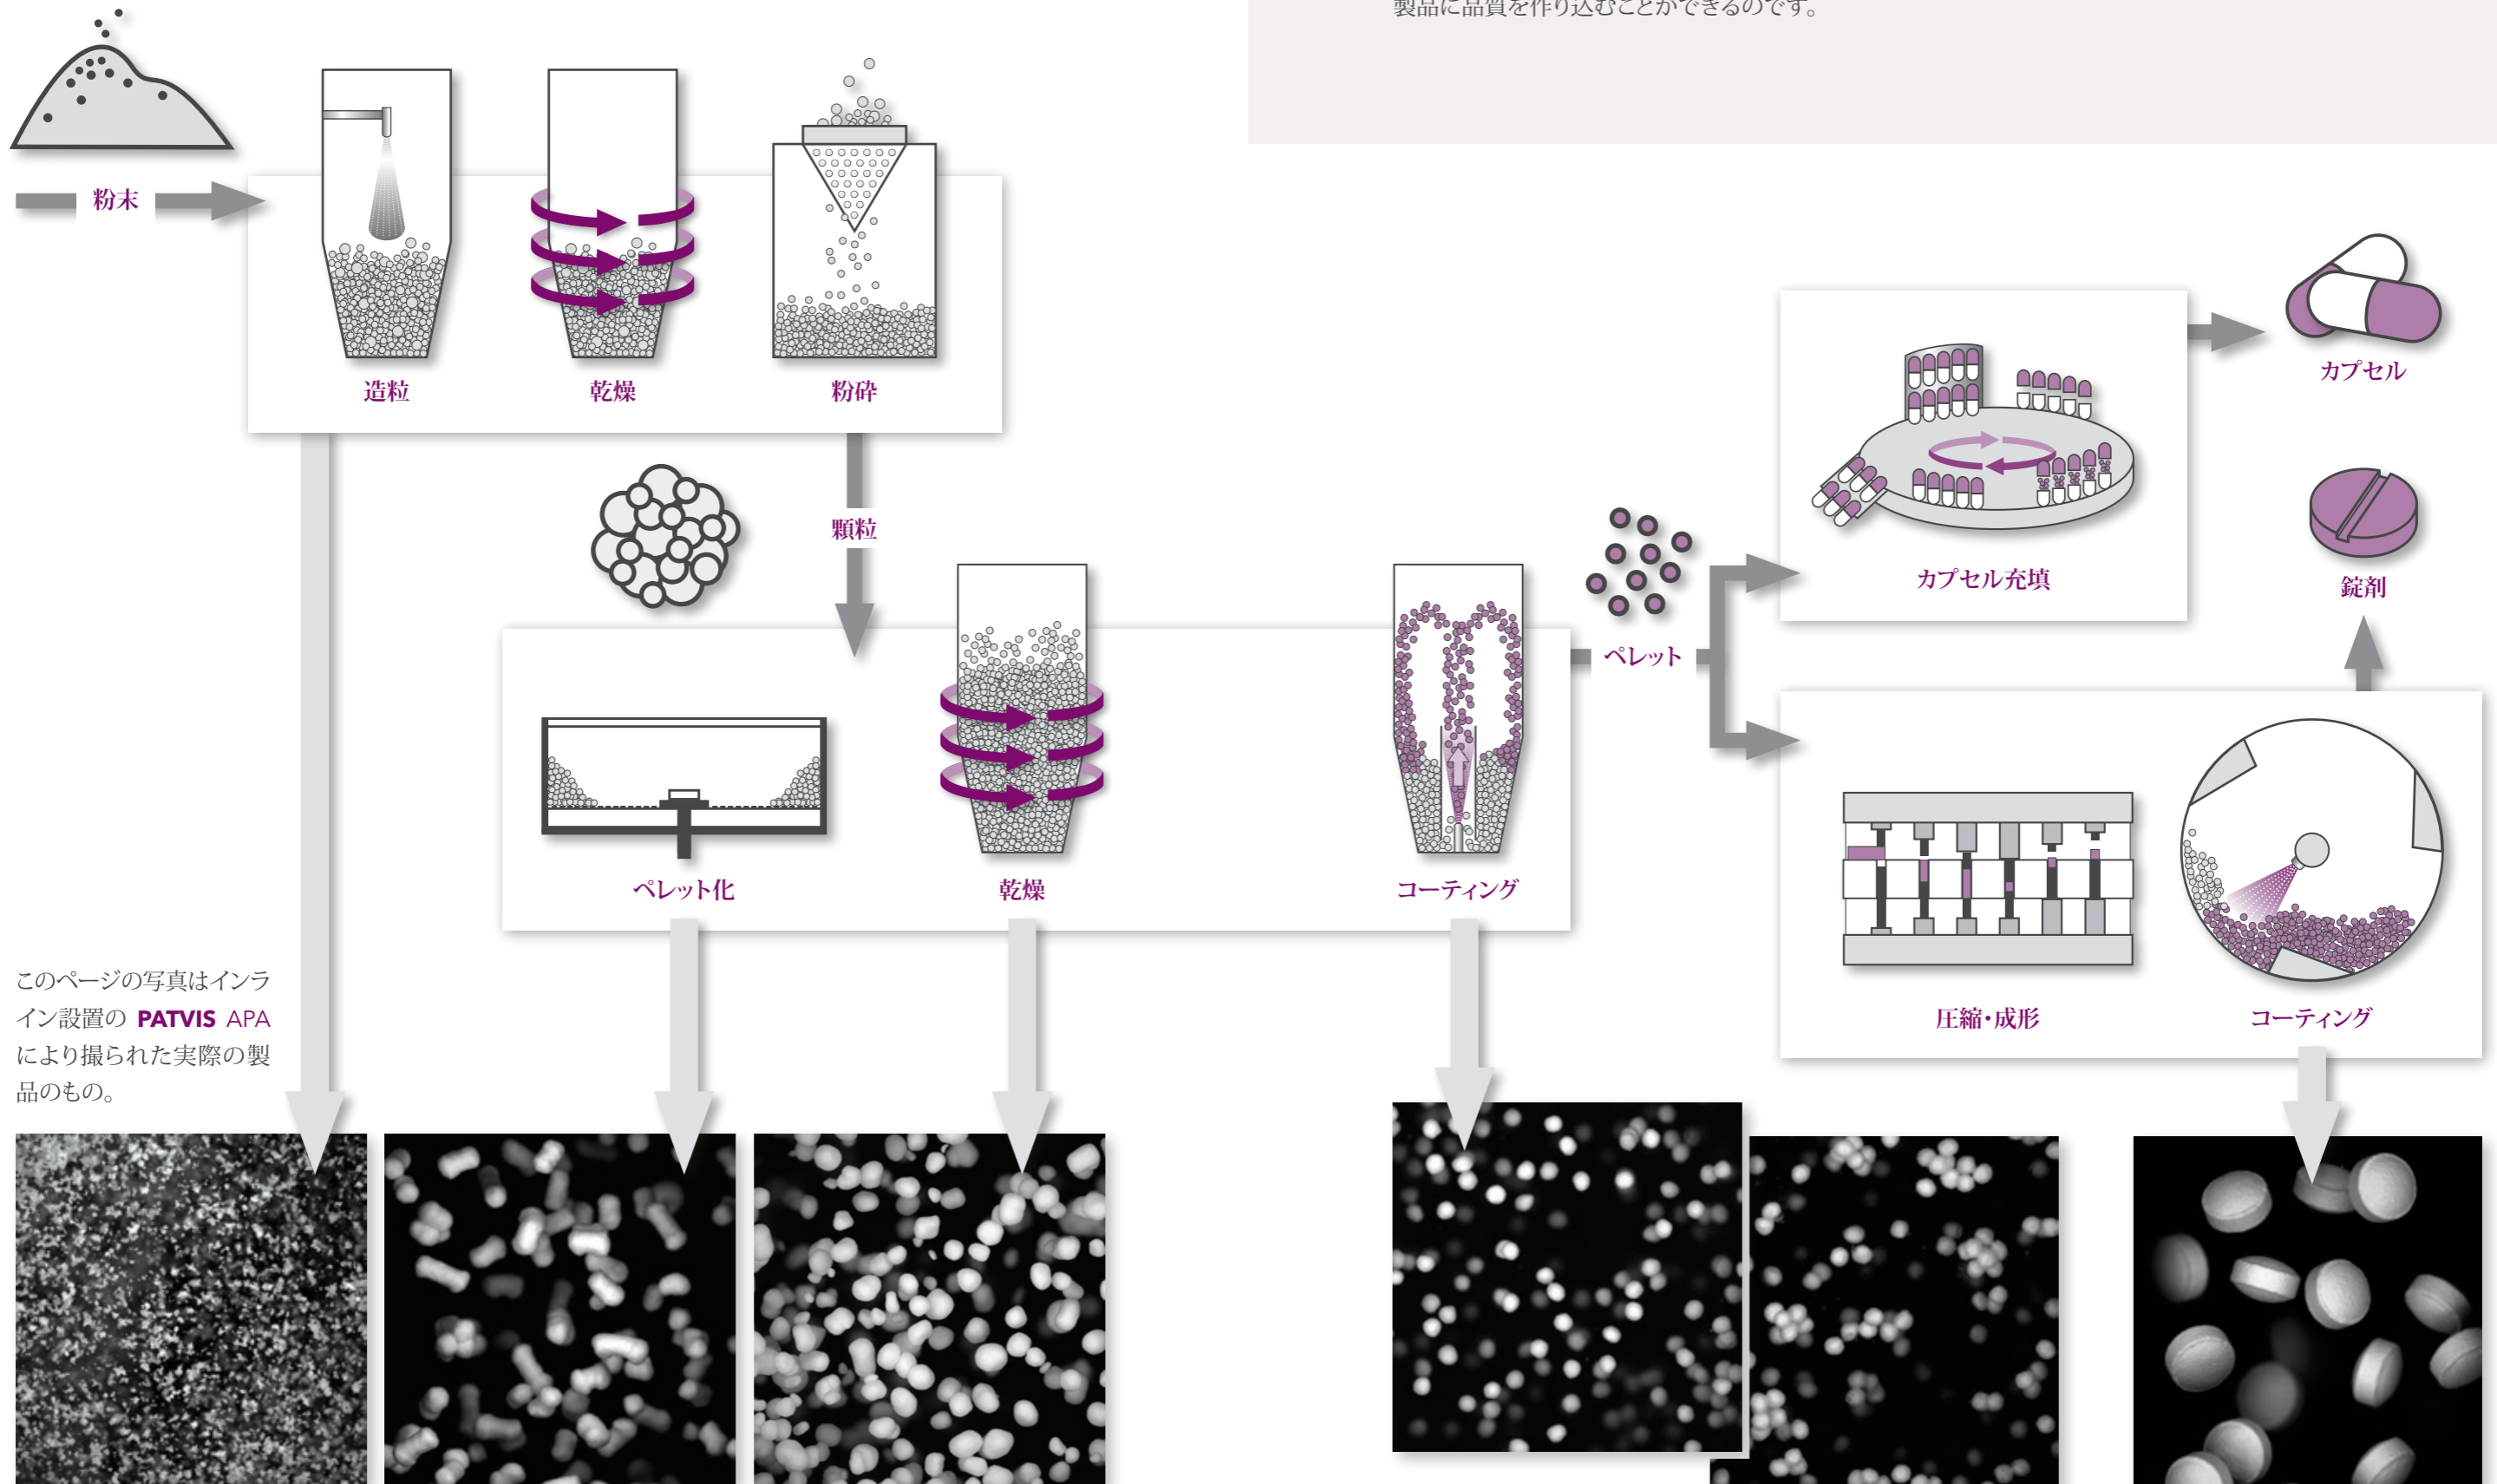 製品に品質を作り込むことができるのです。
粉末
造粒
乾燥
粉砕
顆粒
ペレット化
乾燥
コーティング
ペレット
カプセル充填
カプセル
錠剤
圧縮・成形
コーティング
このページの写真はインラ
イン設置の PATVIS APA
により撮られた実際の製
品のもの。